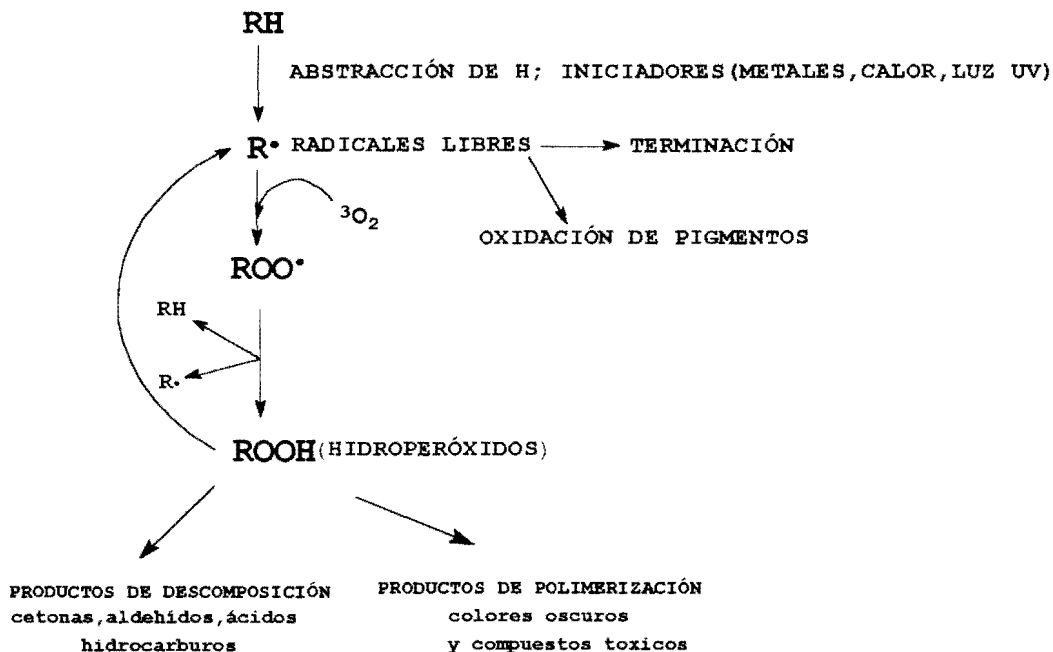 RH
ABSTRACCIÓN DE H; INICIADORES(METALES,CALOR,LUZ UV)
R• RADICALES LIBRES
TERMINACIÓN
³O₂
OXIDACIÓN DE PIGMENTOS
ROO•
RH
R•
ROOH(HIDROPERÓXIDOS)
PRODUCTOS DE DESCOMPOSICIÓN
cetonas,aldehídos,ácidos
hidrocarburos
PRODUCTOS DE POLIMERIZACIÓN
colores oscuros
y compuestos toxicos